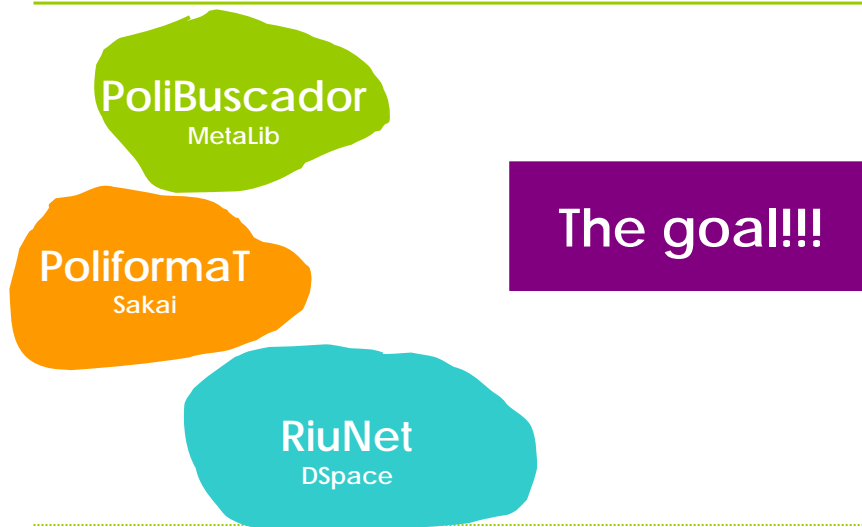 PoliBuscador
MetaLib
The goal!!!
PoliformaT
Sakai
RiuNet
DSpace